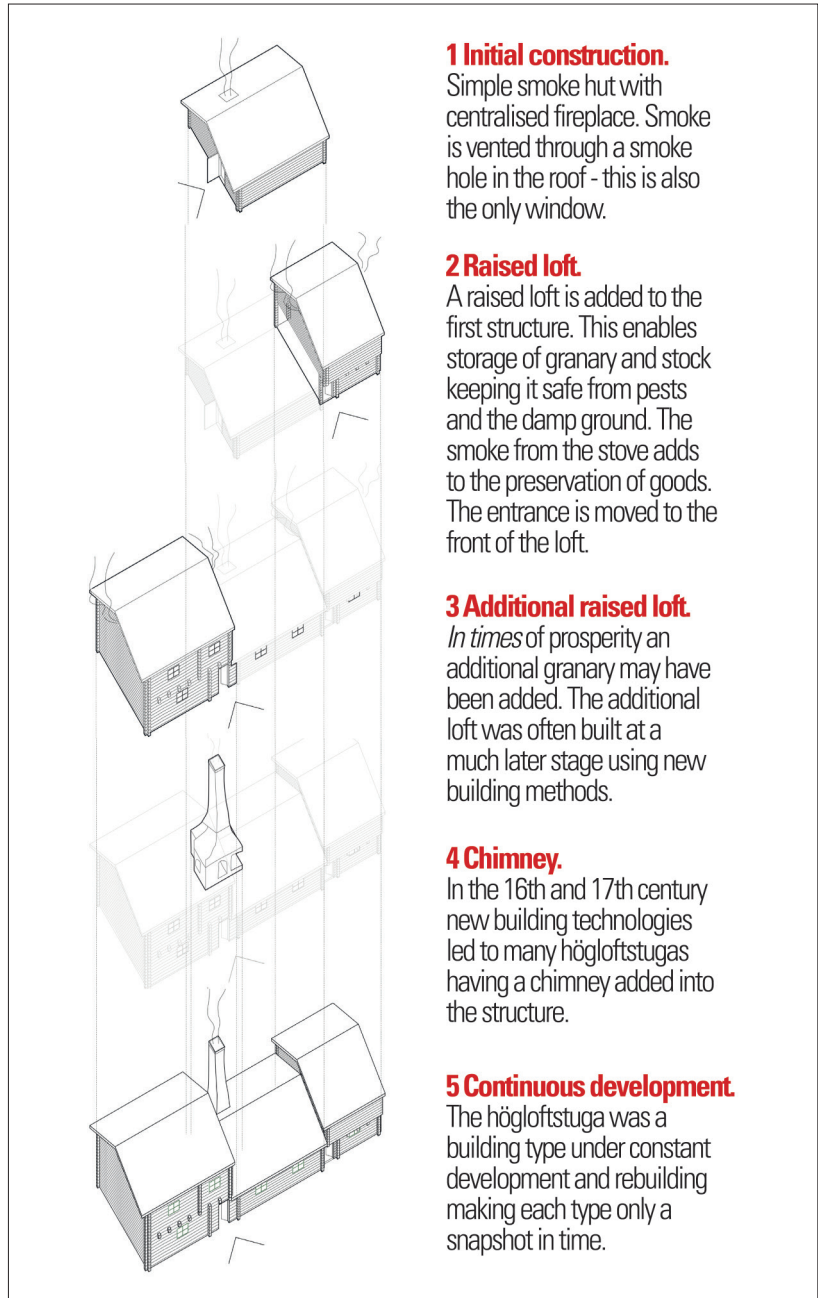 1 Initial construction.
Simple smoke hut with
centralised fireplace. Smoke
is vented through a smoke
hole in the roof - this is also
the only window.
2 Raised loft.
A raised loft is added to the
first structure. This enables
storage of granary and stock
keeping it safe from pests
and the damp ground. The
smoke from the stove adds
to the preservation of goods.
The entrance is moved to the
front of the loft.
3 Additional raised loft.
In times of prosperity an
additional granary may have
been added. The additional
loft was often built at a
much later stage using new
building methods.
4 Chimney.
In the 16th and 17th century
new building technologies
led to many högloftstugas
having a chimney added into
the structure.
5 Continuous development.
The högloftstuga was a
building type under constant
development and rebuilding
making each type only a
snapshot in time.